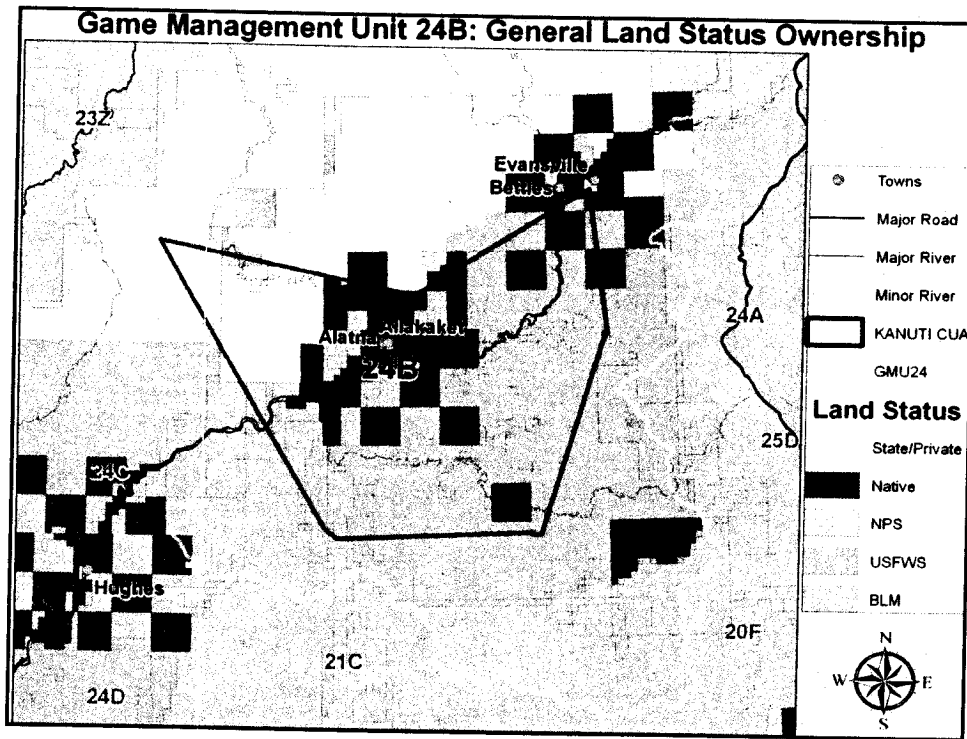 Game Management Unit 24B: General Land Status Ownership
23Z
Evansville
Bettles
Alatna
Allakaket
24B
24A
25D
24C
Hughes
20F
21C
24D
Towns
Major Road
Major River
Minor River
KANUTI CUA
GMU24
Land Status
State/Private
Native
NPS
USFWS
BLM
N
W
E
S